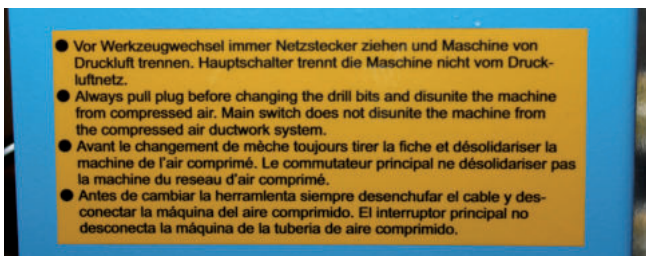 ● Vor Werkzeugwechsel immer Netzstecker ziehen und Maschine von
Druckluft trennen. Hauptschalter trennt die Maschine nicht vom Druck-
luftnetz.
● Always pull plug before changing the drill bits and disunite the machine
from compressed air. Main switch does not disunite the machine from
the compressed air ductwork system.
● Avant le changement de mèche toujours tirer la fiche et désolidariser la
machine de l'air comprimé. Le commutateur principal ne désolidariser pas
la machine du reseau d'air comprimé.
● Antes de cambiar la herramlenta siempre desenchufar el cable y des-
conectar la máquina del aire comprimido. El interruptor principal no
desconecta la máquina de la tuberia de aire comprimido.